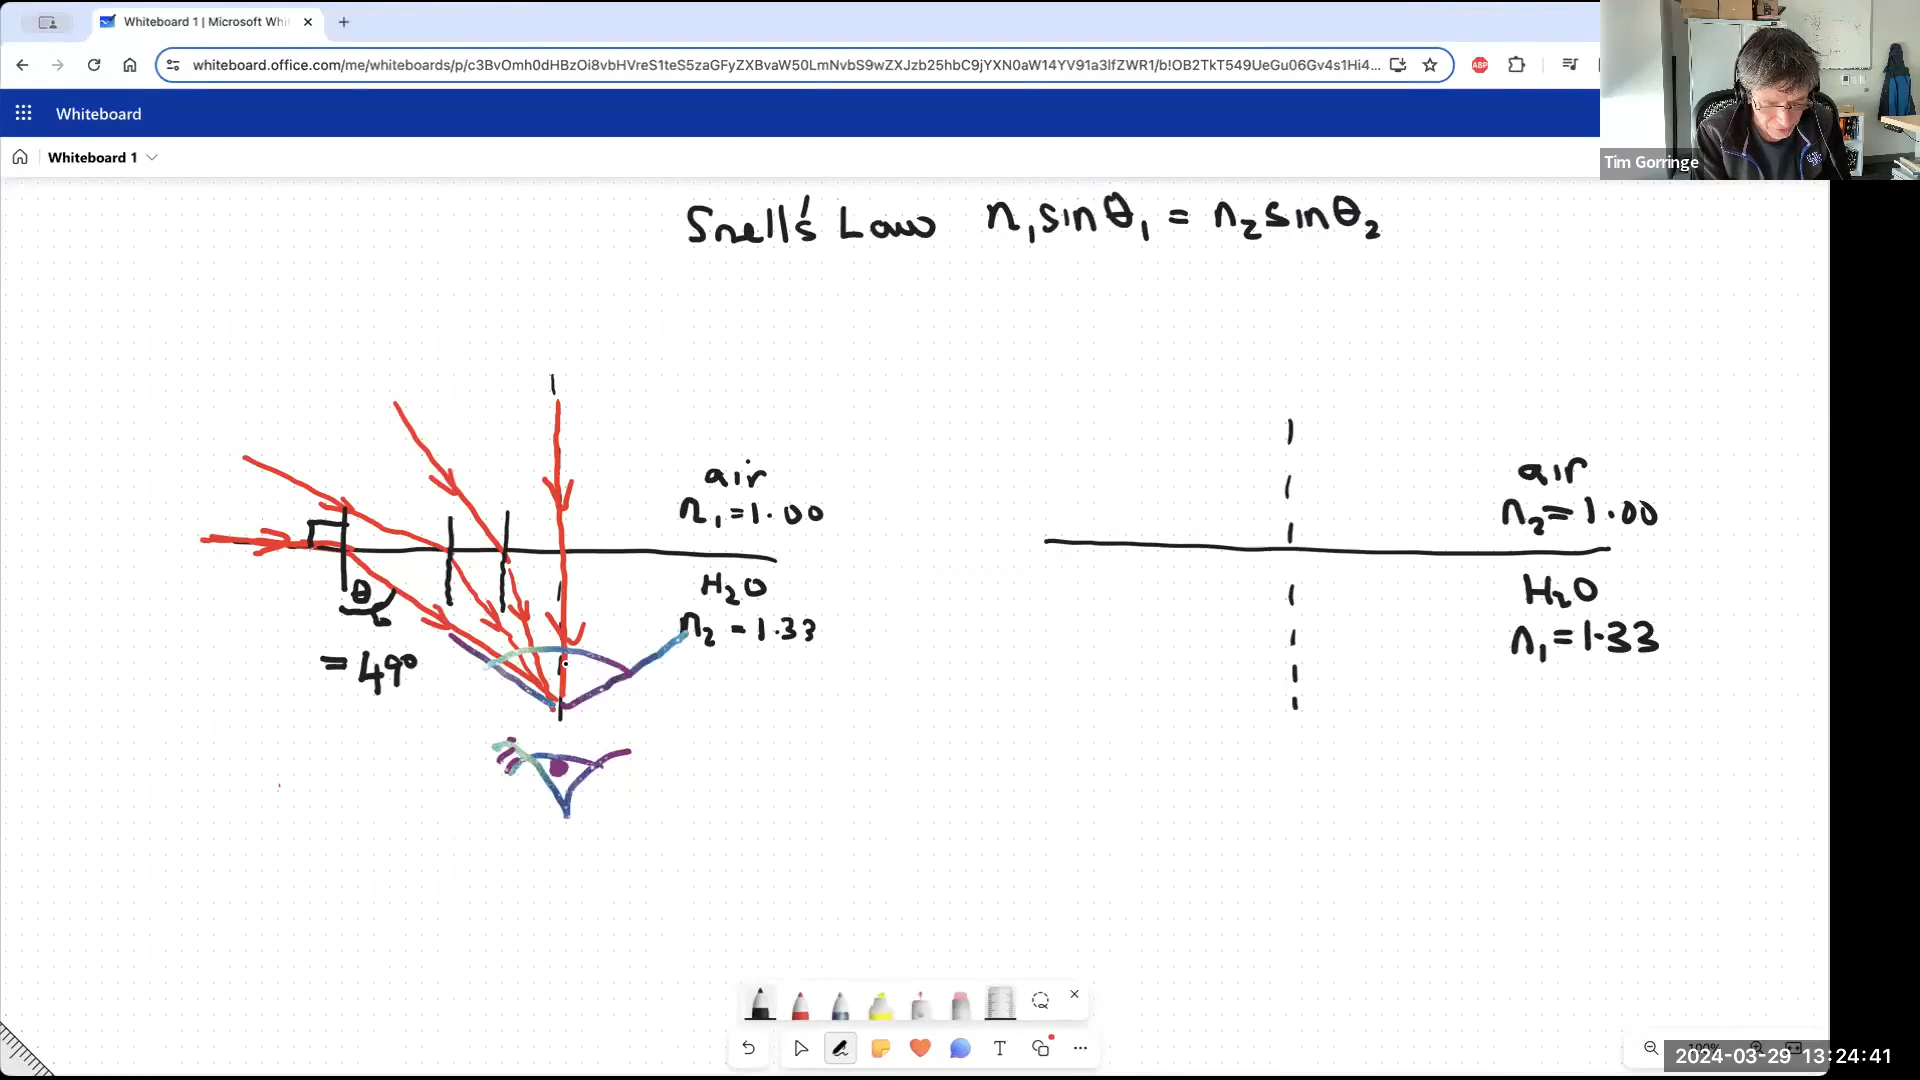 Whiteboard 1 | Microsoft Whi
whiteboard.office.com/me/whiteboards/p/c3BvOmh0dHBzOi8vbHVreS1teS5zaGFyZXBvaW50LmNvbS9wZXJzb25hbC9jYXN0aW14YV91a3lfZWR1/b!OB2TkT549UeGu06Gv4s1Hi4...
ABP
Whiteboard
Whiteboard 1
Tim Gorringe
Snell's Law n₁sinθ₁ = n₂sinθ₂
air
n₁=1.00
H₂O
n₂ = 1.33
θ
= 49°
air
n₂=1.00
H₂O
n₁=1.33
T
100%
2024-03-29 13:24:41